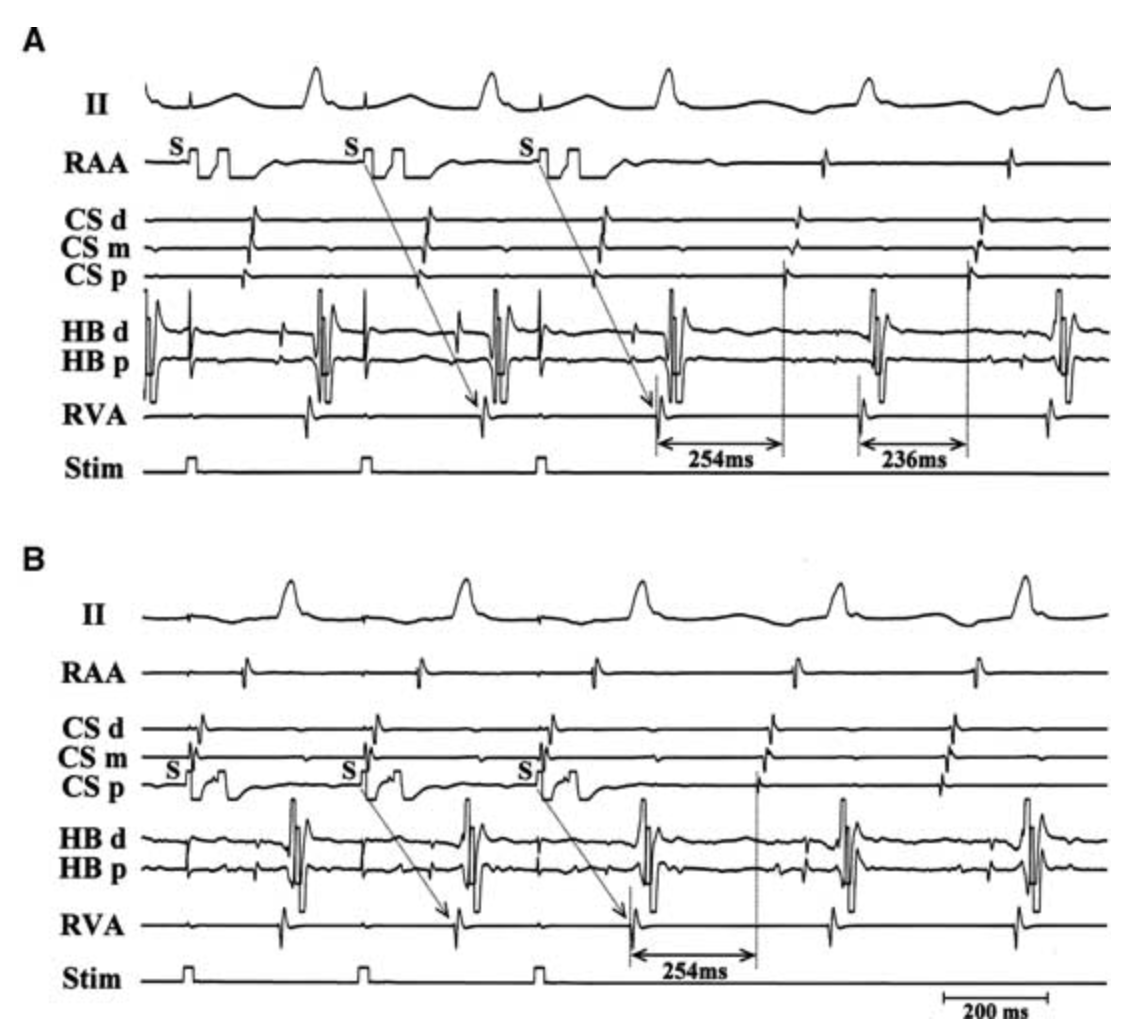 A
II
RAA S S S
CS d
CS m
CS p
HB d
HB p
RVA
254ms 236ms
Stim
B
II
RAA
CS d
CS m
S S S
CS p
HB d
HB p
RVA
254ms
Stim
200 ms